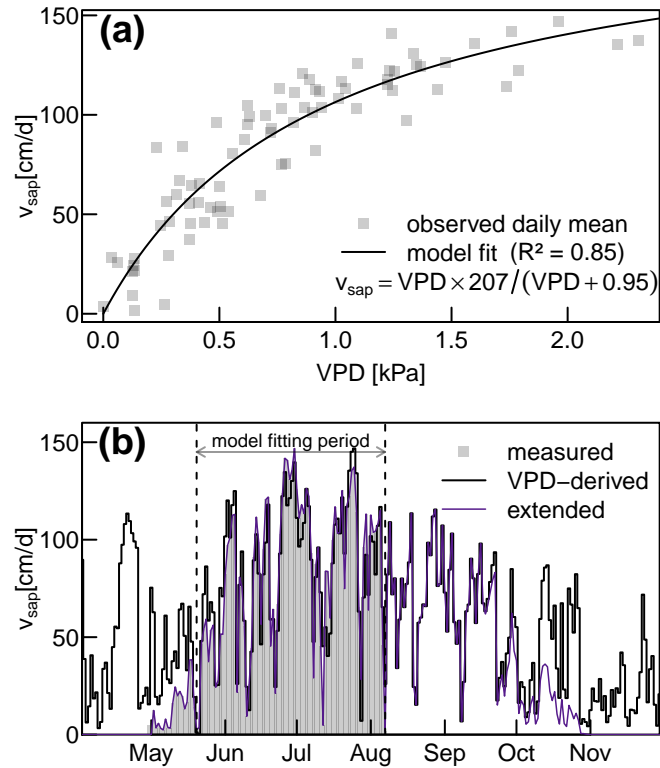 (a)
150
100
50
0
v_sap[cm/d]
observed daily mean
model fit (R² = 0.85)
v_sap = VPD × 207/(VPD + 0.95)
0.0 0.5 1.0 1.5 2.0
VPD [kPa]
(b)
model fitting period
measured
VPD−derived
extended
150
100
50
0
v_sap[cm/d]
May Jun Jul Aug Sep Oct Nov